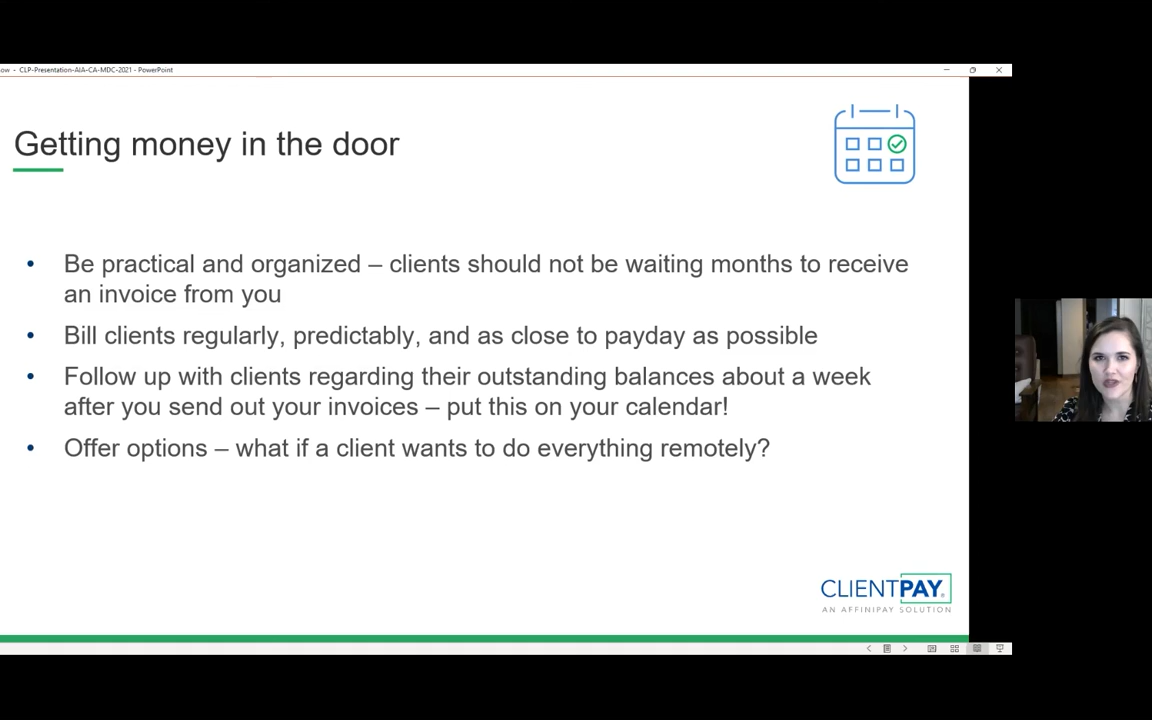 ow - CLP-Presentation-AIA-CA-MDC-2021 - PowerPoint
Getting money in the door
• Be practical and organized – clients should not be waiting months to receive
an invoice from you
• Bill clients regularly, predictably, and as close to payday as possible
• Follow up with clients regarding their outstanding balances about a week
after you send out your invoices – put this on your calendar!
• Offer options – what if a client wants to do everything remotely?
CLIENTPAY®
AN AFFINIPAY SOLUTION